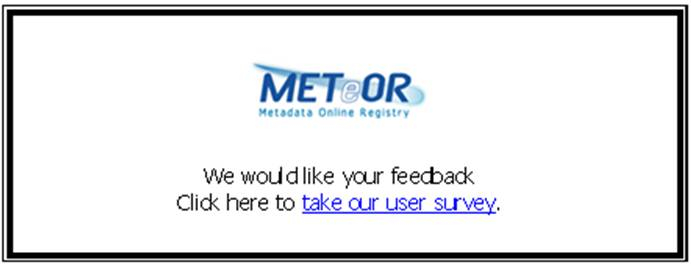 METeOR
Metadata Online Registry
We would like your feedback
Click here to take our user survey.